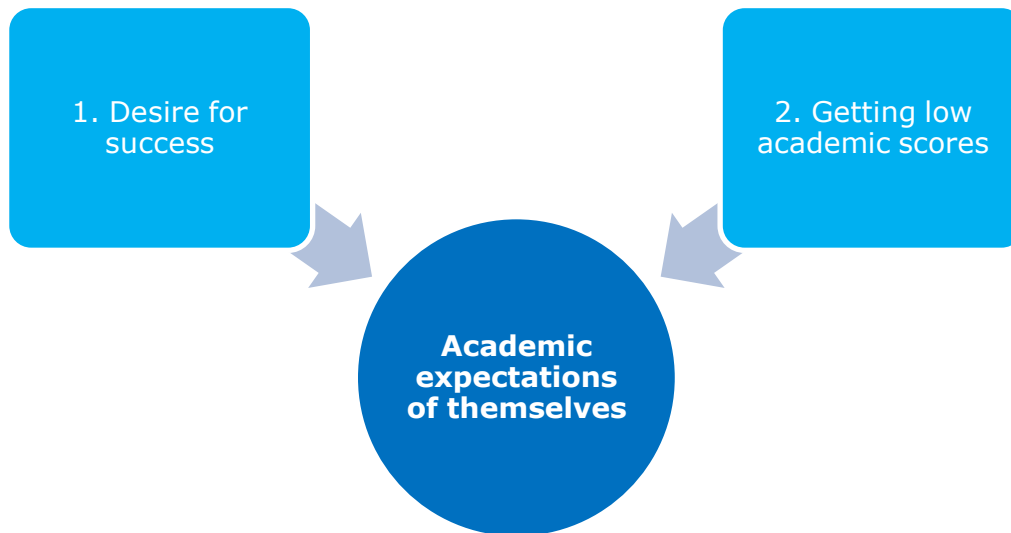 1. Desire for
success
2. Getting low
academic scores
Academic
expectations
of themselves